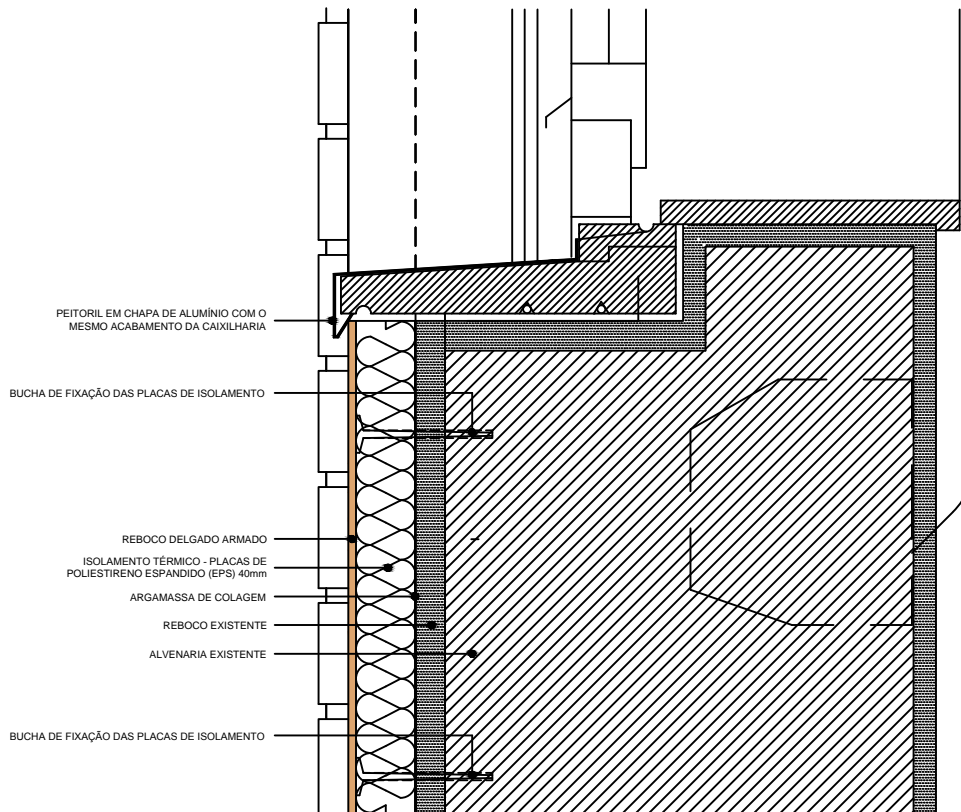 PEITORIL EM CHAPA DE ALUMÍNIO COM O
MESMO ACABAMENTO DA CAIXILHARIA
BUCHA DE FIXAÇÃO DAS PLACAS DE ISOLAMENTO
REBOCO DELGADO ARMADO
ISOLAMENTO TÉRMICO - PLACAS DE
POLIESTIRENO ESPANDIDO (EPS) 40mm
ARGAMASSA DE COLAGEM
REBOCO EXISTENTE
ALVENARIA EXISTENTE
BUCHA DE FIXAÇÃO DAS PLACAS DE ISOLAMENTO